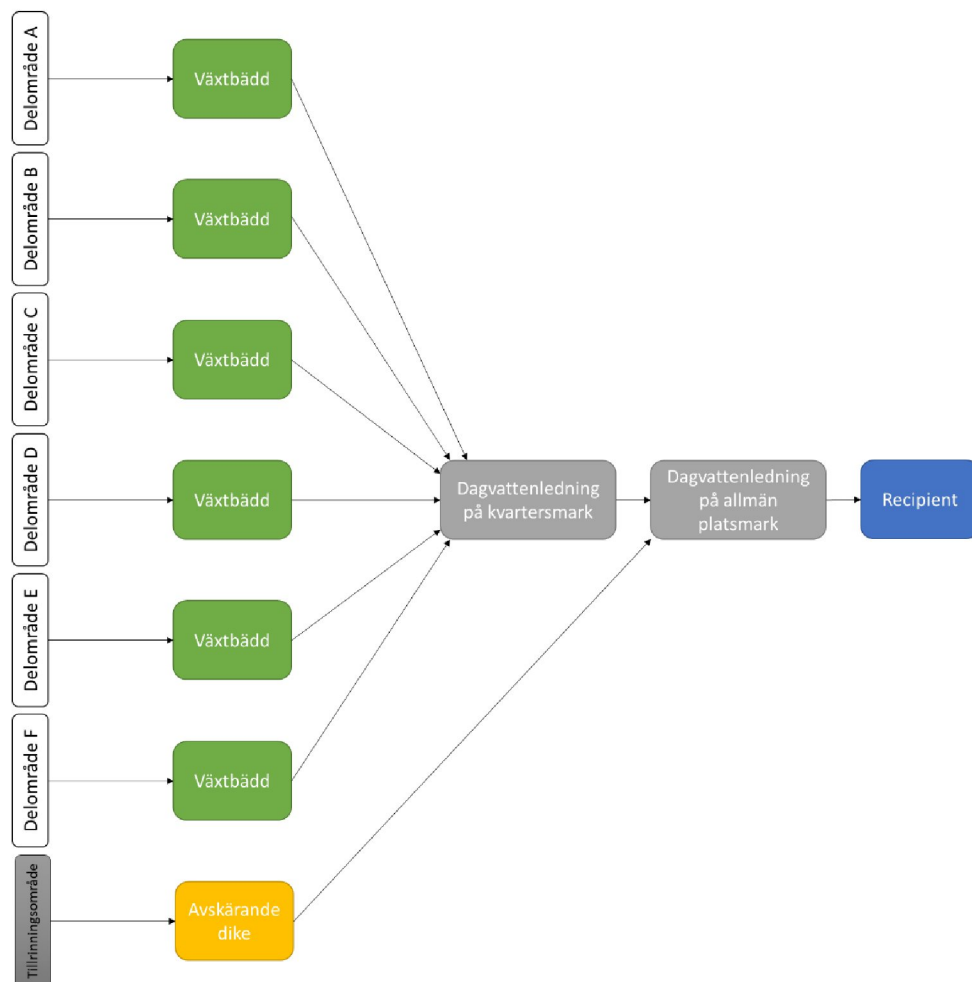 Delområde A
Växtbädd
Delområde B
Växtbädd
Delområde C
Växtbädd
Delområde D
Växtbädd
Dagvattenledning
på kvartersmark
Dagvattenledning
på allmän
platsmark
Recipient
Delområde E
Växtbädd
Delområde F
Växtbädd
Tillrinningsområde
Avskärande
dike